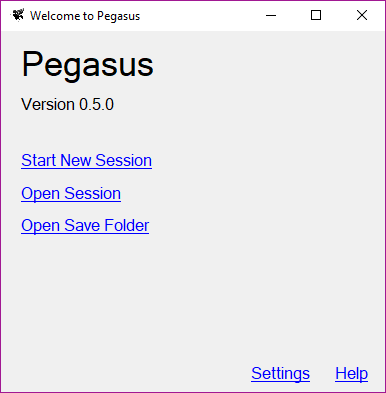 Welcome to Pegasus
Pegasus
Version 0.5.0
Start New Session
Open Session
Open Save Folder
Settings Help